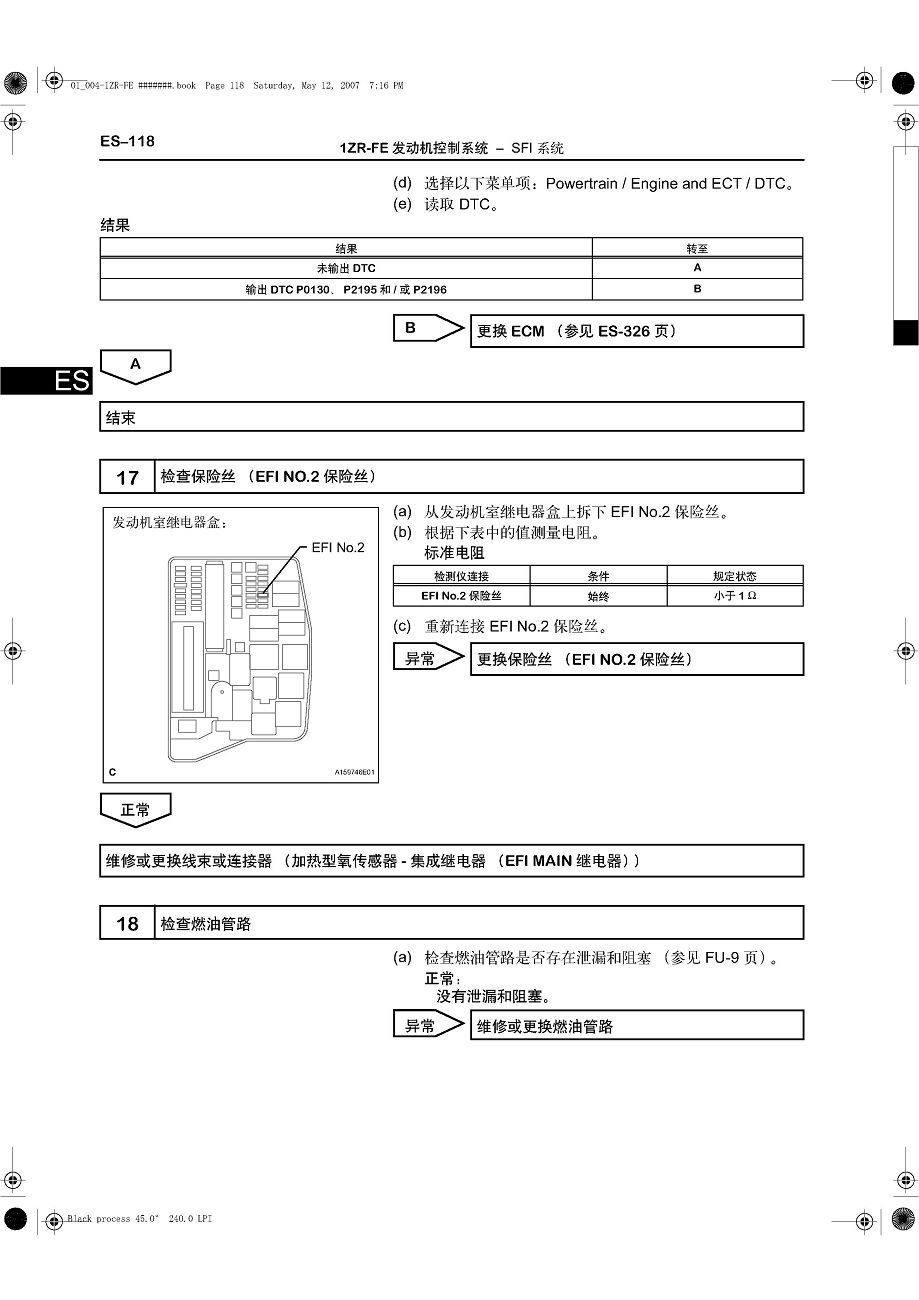 01_004-1ZR-FE #######.book Page 118 Saturday, May 12, 2007 7:16 PM
ES–118
1ZR-FE 发动机控制系统 – SFI 系统
(d) 选择以下菜单项：Powertrain / Engine and ECT / DTC。
(e) 读取 DTC。
结果
结果 转至
未输出 DTC A
输出 DTC P0130、 P2195 和 / 或 P2196 B
B 更换 ECM （参见 ES-326 页）
A
ES
结束
17 检查保险丝 （EFI NO.2 保险丝）
发动机室继电器盒：
EFI No.2
C A159746E01
(a) 从发动机室继电器盒上拆下 EFI No.2 保险丝。
(b) 根据下表中的值测量电阻。
标准电阻
检测仪连接 条件 规定状态
EFI No.2 保险丝 始终 小于 1 Ω
(c) 重新连接 EFI No.2 保险丝。
异常 更换保险丝 （EFI NO.2 保险丝）
正常
维修或更换线束或连接器 （加热型氧传感器 - 集成继电器 （EFI MAIN 继电器））
18 检查燃油管路
(a) 检查燃油管路是否存在泄漏和阻塞 （参见 FU-9 页）。
正常：
没有泄漏和阻塞。
异常 维修或更换燃油管路
Black process 45.0° 240.0 LPI